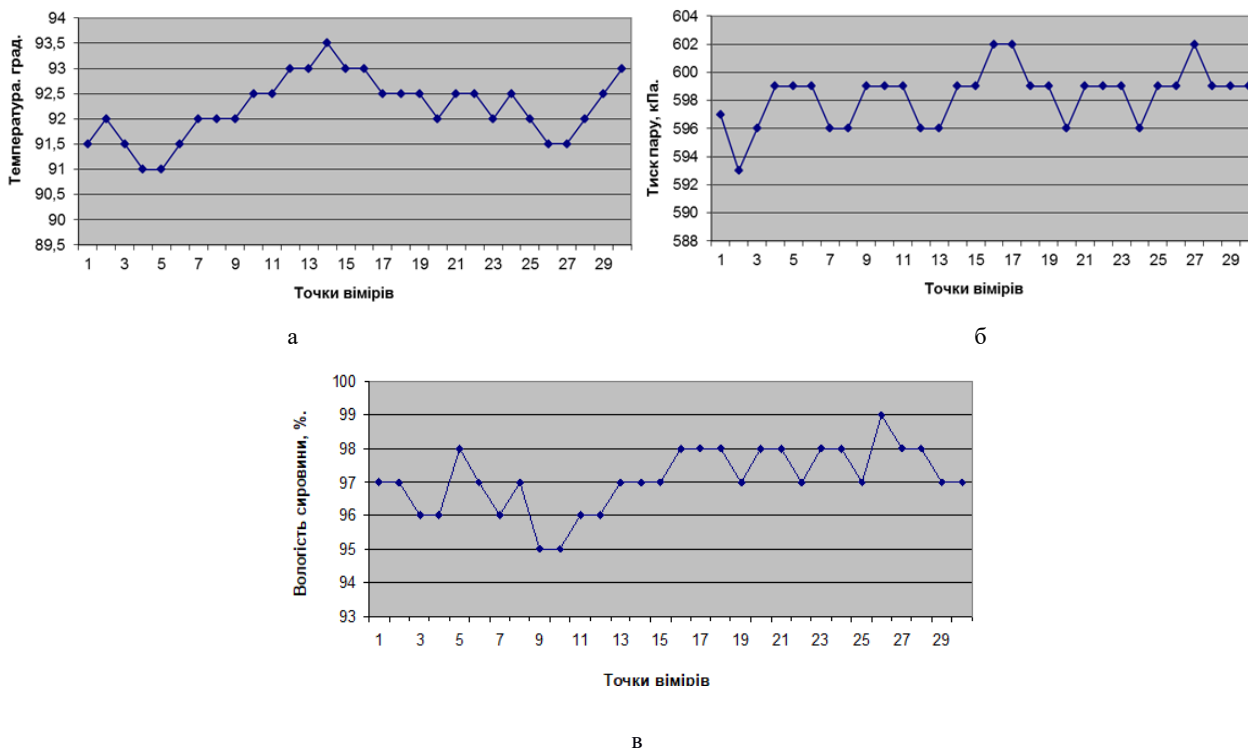 Температура. град.
94
93,5
93
92,5
92
91,5
91
90,5
90
89,5
1 3 5 7 9 11 13 15 17 19 21 23 25 27 29
Точки вімірів
а
Тиск пару, кПа.
604
602
600
598
596
594
592
590
588
1 3 5 7 9 11 13 15 17 19 21 23 25 27 29
Точки вімірів
б
Вологість сировини, %.
100
99
98
97
96
95
94
93
1 3 5 7 9 11 13 15 17 19 21 23 25 27 29
Точки вімірів
в